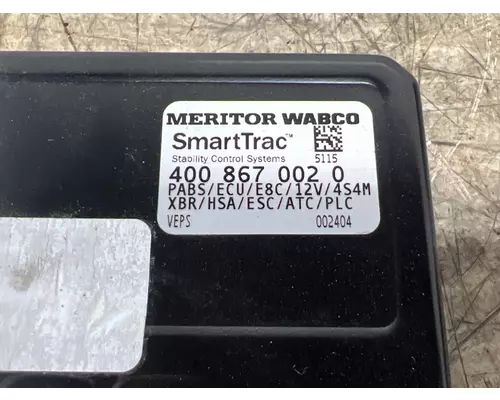 MERITOR WABCO
SmartTrac™
Stability Control Systems 5115
400 867 002 0
PABS/ECU/E8C/12V/4S4M
XBR/HSA/ESC/ATC/PLC
VEPS 002404